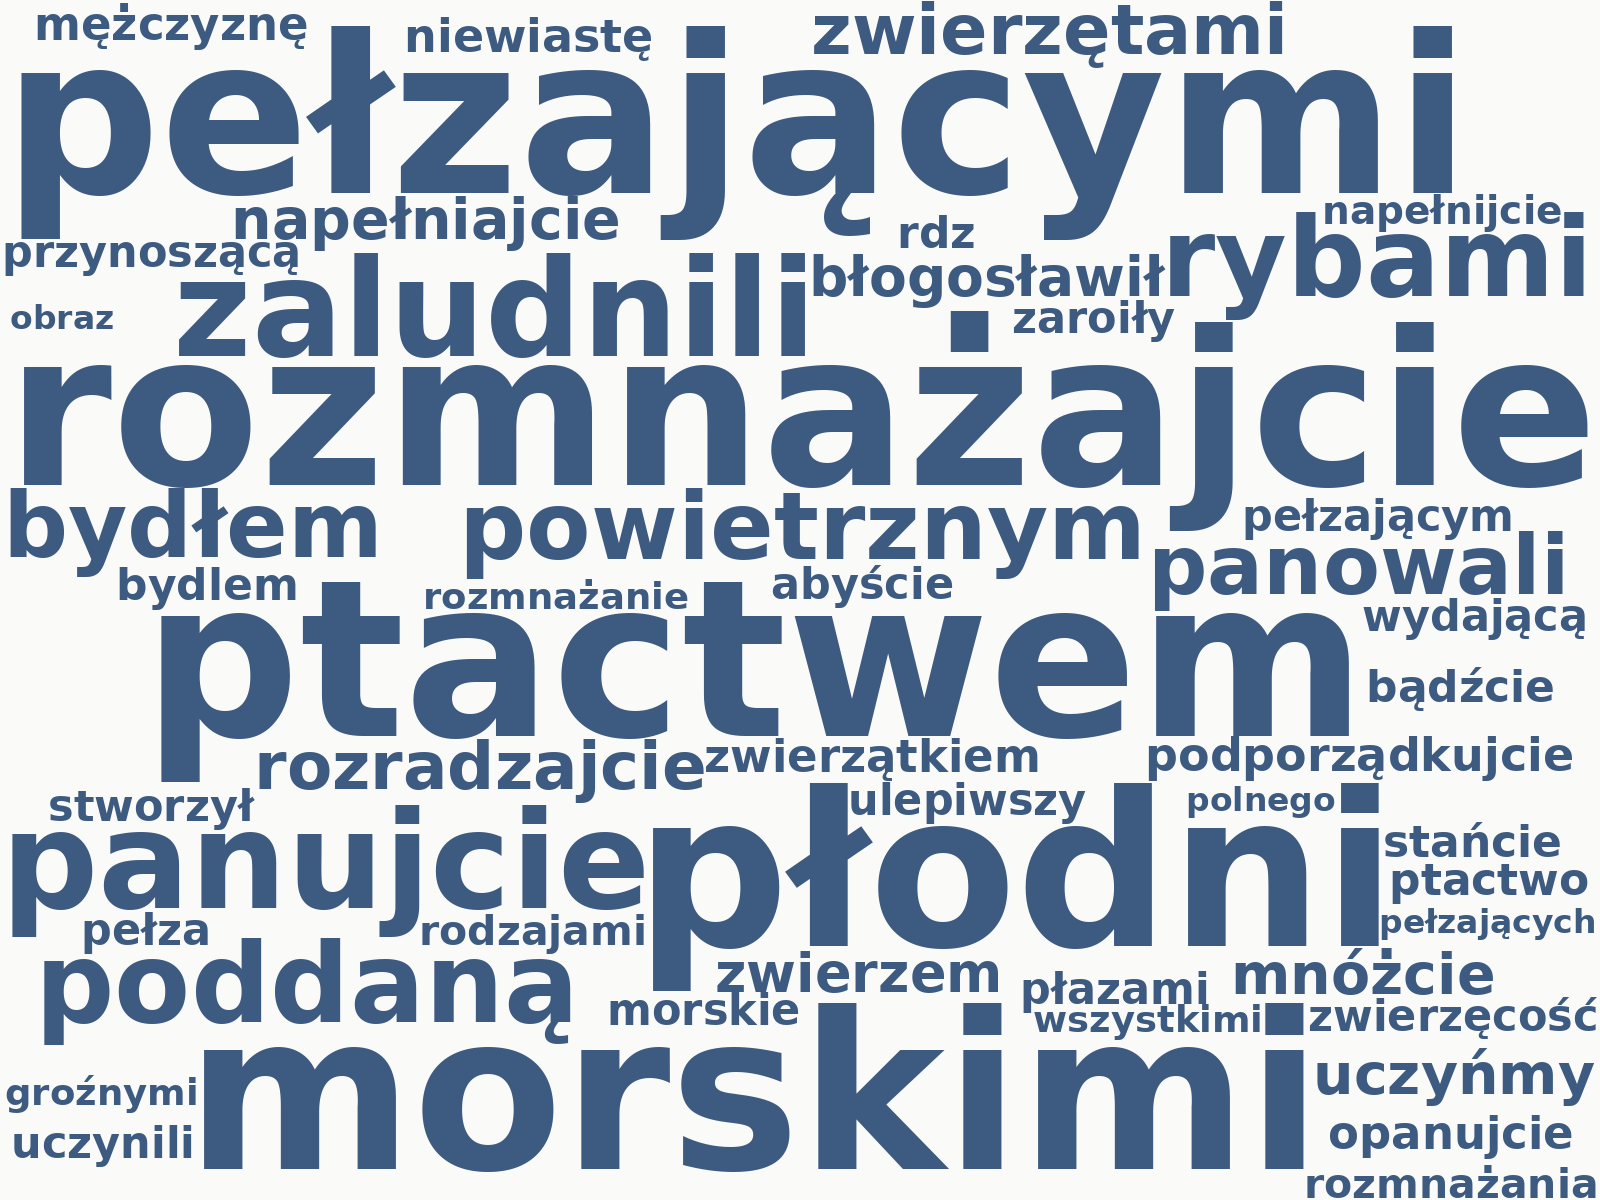 mężczyznę
niewiastę
zwierzętami
pełzającymi
napełniajcie
napełnijcie
rdz
przynoszącą
błogosławił
rybami
zaludnili
obraz
zaroiły
rozmnażajcie
bydłem
powietrznym
pełzającym
panowali
bydlem
rozmnażanie
abyście
wydającą
ptactwem
bądźcie
rozradzajcie
zwierzątkiem
podporządkujcie
stworzył
ulepiwszy
polnego
panujcie
płodni
stańcie
ptactwo
pełzających
pełza
rodzajami
poddaną
zwierzem
mnóżcie
płazami
morskie
wszystkimi
zwierzęcość
morskimi
uczyńmy
groźnymi
uczynili
opanujcie
rozmnażania